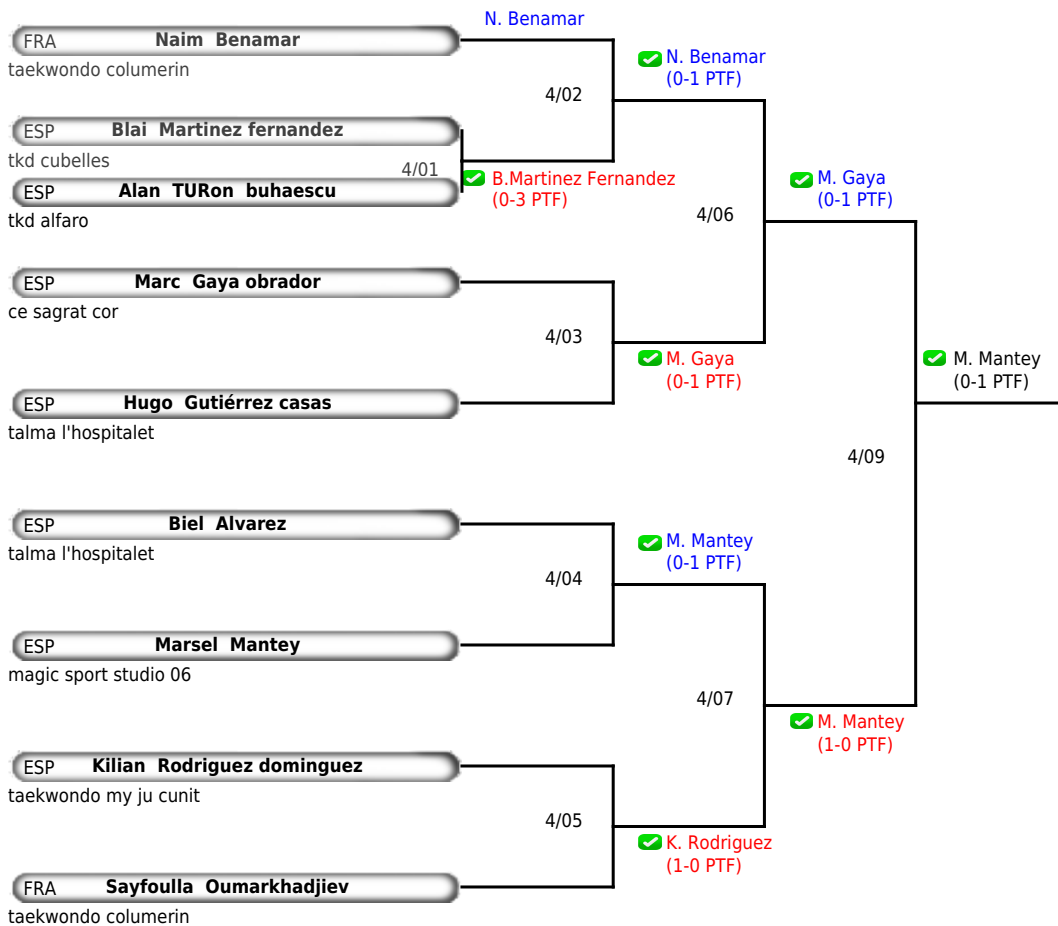 N. Benamar
FRA Naim Benamar
taekwondo columerin
N. Benamar
(0-1 PTF)
4/02
ESP Blai Martinez fernandez
tkd cubelles
4/01
B.Martinez Fernandez
(0-3 PTF)
ESP Alan TURon buhaescu
tkd alfaro
M. Gaya
(0-1 PTF)
4/06
ESP Marc Gaya obrador
ce sagrat cor
4/03
M. Gaya
(0-1 PTF)
ESP Hugo Gutiérrez casas
talma l'hospitalet
M. Mantey
(0-1 PTF)
4/09
ESP Biel Alvarez
talma l'hospitalet
M. Mantey
(0-1 PTF)
4/04
ESP Marsel Mantey
magic sport studio 06
4/07
M. Mantey
(1-0 PTF)
ESP Kilian Rodriguez dominguez
taekwondo my ju cunit
4/05
K. Rodriguez
(1-0 PTF)
FRA Sayfoulla Oumarkhadjiev
taekwondo columerin